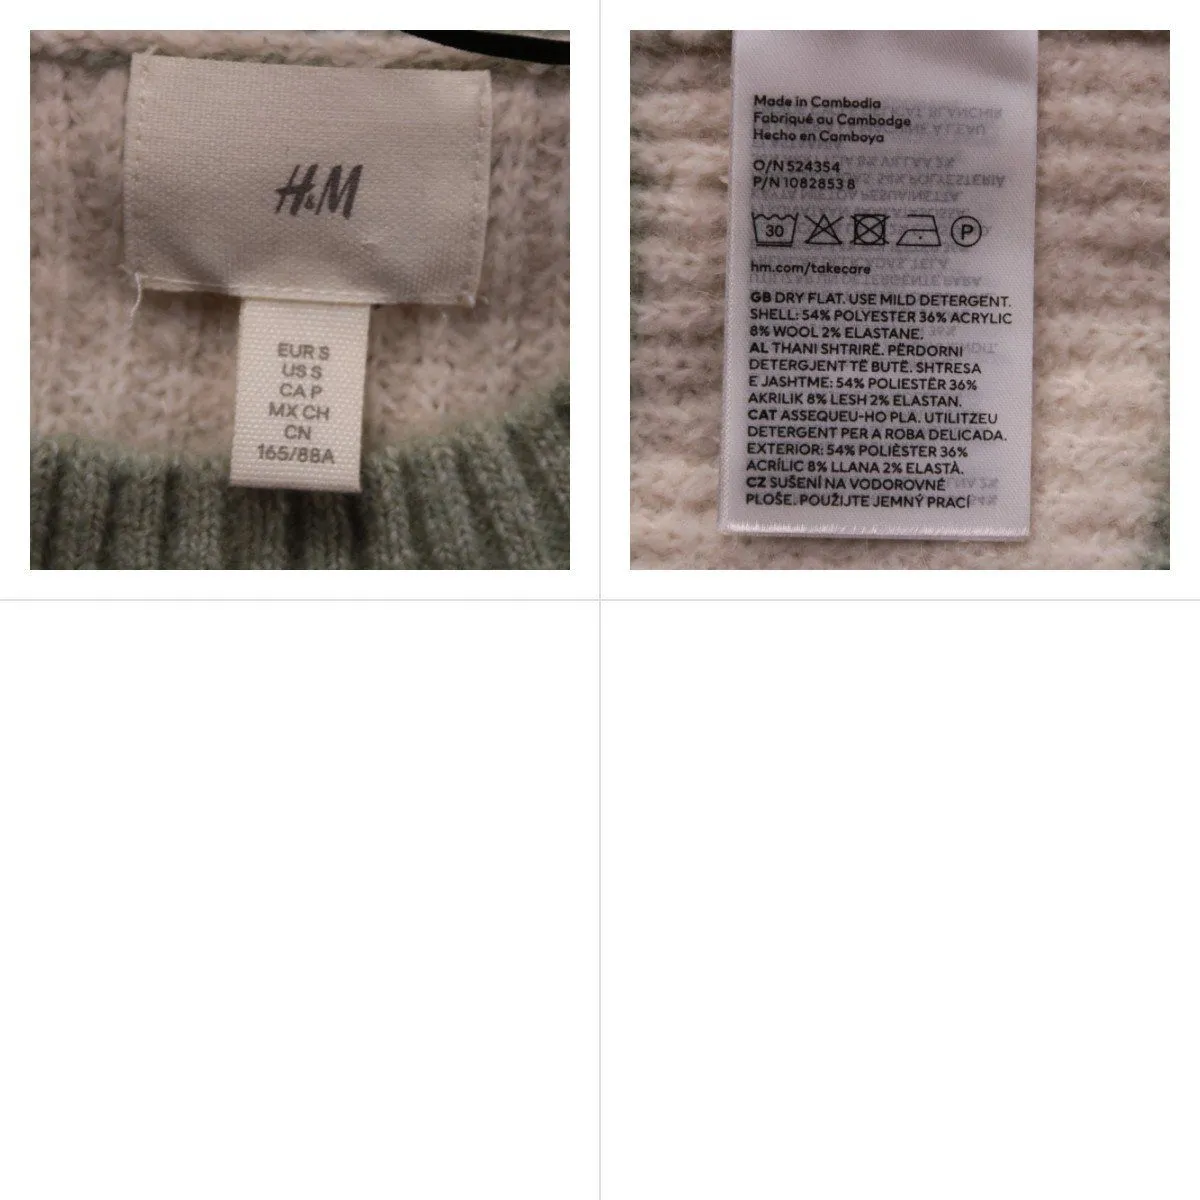 H&M
EUR S
US S
CA P
MX CH
CN
165/88A
Made in Cambodia
Fabriqué au Cambodge
Hecho en Camboya
O/N 524354
P/N 1082853 8
30
P
hm.com/takecare
GB DRY FLAT. USE MILD DETERGENT.
SHELL: 54% POLYESTER 36% ACRYLIC
8% WOOL 2% ELASTANE.
AL THANI SHTRIRË. PËRDORNI
DETERGJENT TË BUTË. SHTRESA
E JASHTME: 54% POLIESTËR 36%
AKRILIK 8% LESH 2% ELASTAN.
CAT ASSEQUEU-HO PLA. UTILITZEU
DETERGENT PER A ROBA DELICADA.
EXTERIOR: 54% POLIÈSTER 36%
ACRÍLIC 8% LLANA 2% ELASTÀ.
CZ SUŠENÍ NA VODOROVNÉ
PLOŠE. POUŽIJTE JEMNÝ PRACÍ